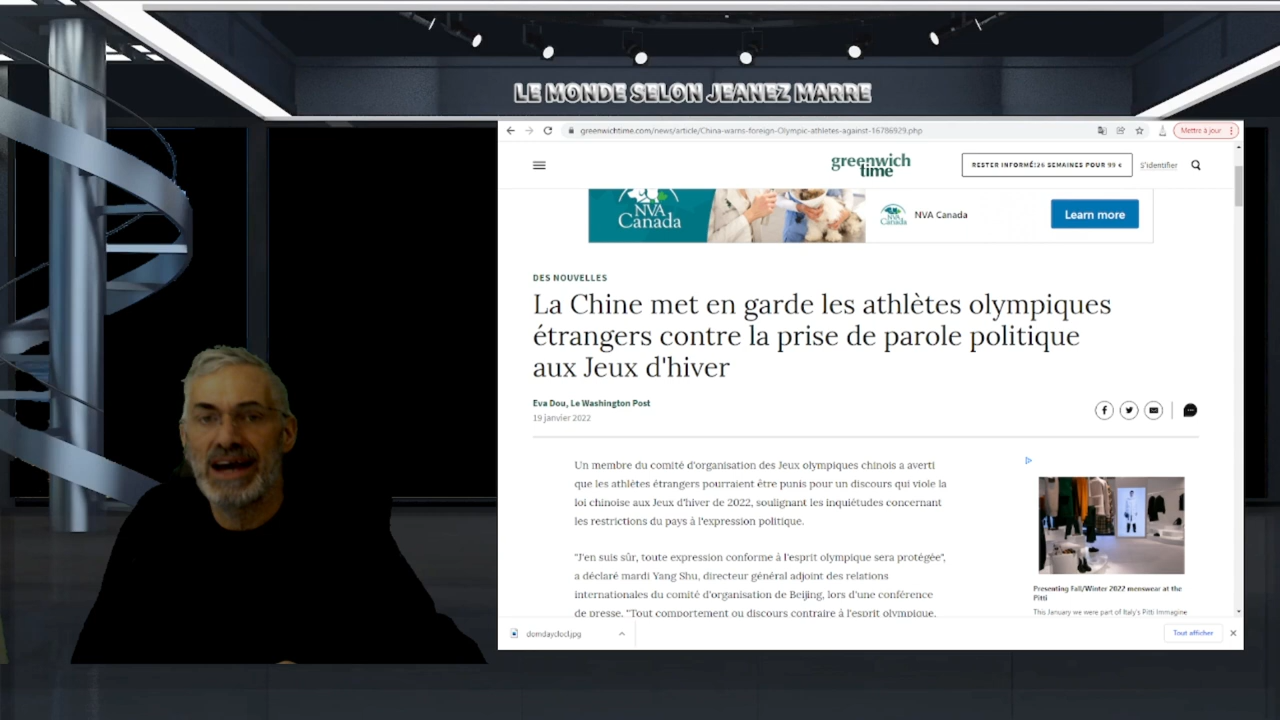 LE MONDE SELON JEANEZ MARRE
greenwichtime.com/news/article/China-warns-foreign-Olympic-athletes-against-16786929.php
Mettre à jour
greenwich
time
RESTER INFORMÉ:26 SEMAINES POUR 99 ¢
S'identifier
NVA
Canada
NVA
Canada
NVA Canada
Learn more
DES NOUVELLES
La Chine met en garde les athlètes olympiques
étrangers contre la prise de parole politique
aux Jeux d'hiver
Eva Dou, Le Washington Post
19 janvier 2022
Un membre du comité d'organisation des Jeux olympiques chinois a averti
que les athlètes étrangers pourraient être punis pour un discours qui viole la
loi chinoise aux Jeux d'hiver de 2022, soulignant les inquiétudes concernant
les restrictions du pays à l'expression politique.
"J'en suis sûr, toute expression conforme à l'esprit olympique sera protégée",
a déclaré mardi Yang Shu, directeur général adjoint des relations
internationales du comité d'organisation de Beijing, lors d'une conférence
de presse. "Tout comportement ou discours contraire à l'esprit olympique,
Presenting Fall/Winter 2022 menswear at the
Pitti
This January we were part of Italy's Pitti Immagine
domdayclocl.jpg
Tout afficher